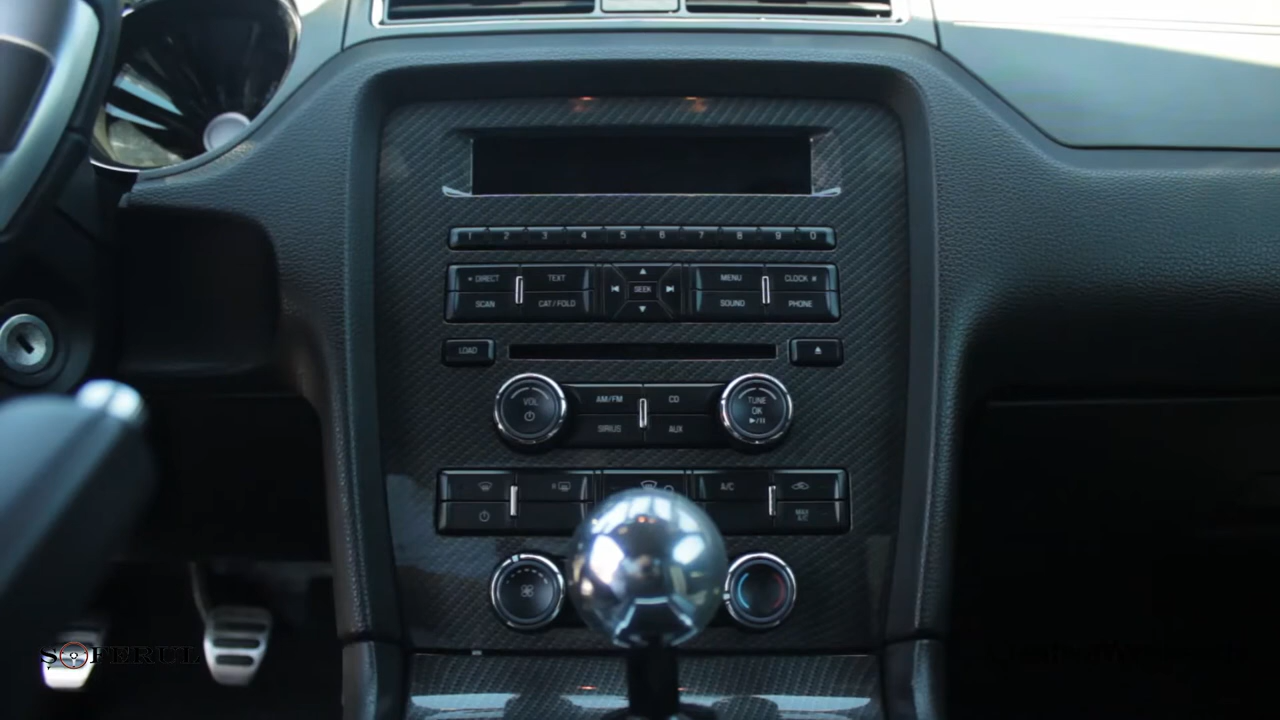 1 2 3 4 5 6 7 8 9 0
* DIRECT TEXT MENU CLOCK #
SEEK
SCAN CAT/FOLD SOUND PHONE
LOAD
VOL AM/FM CD TUNE
OK
SIRIUS AUX
A/C
MAX
A/C
ȘOFERUL